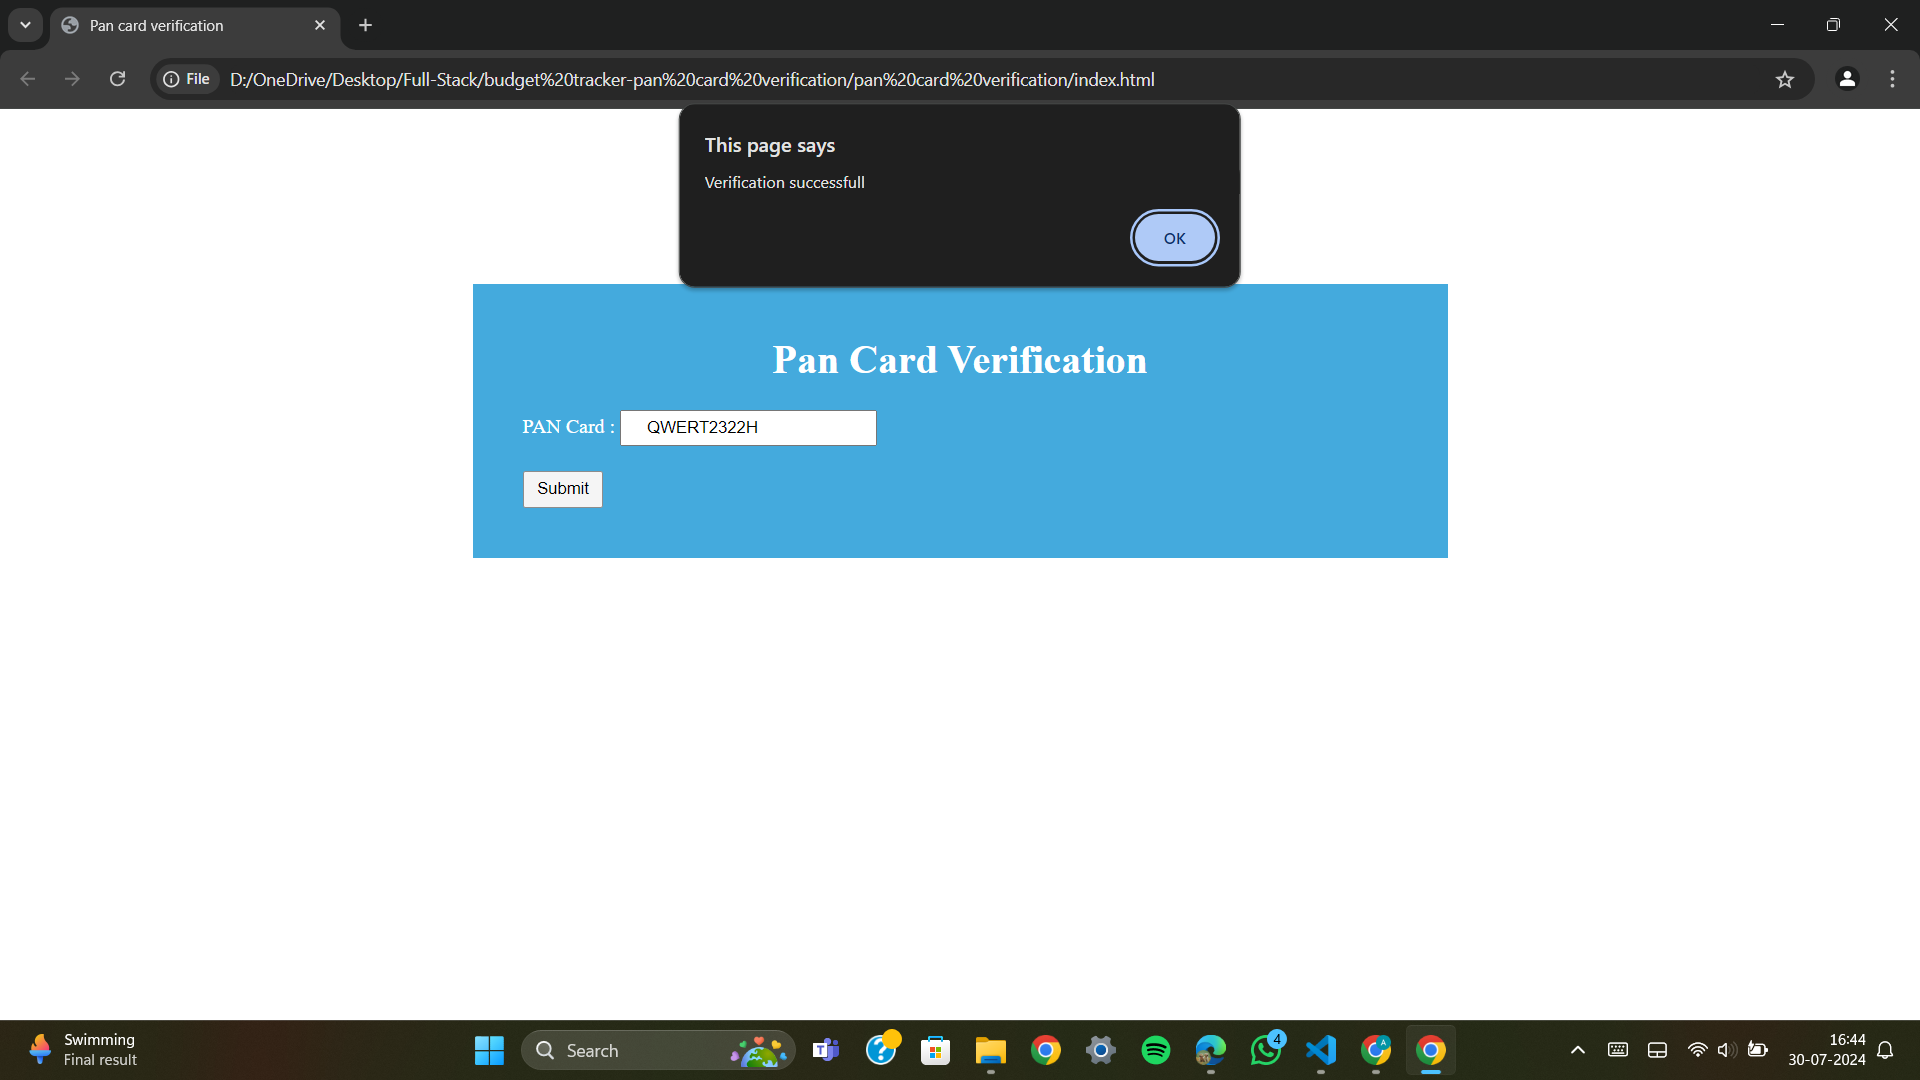 Pan card verification
File
D:/OneDrive/Desktop/Full-Stack/budget%20tracker-pan%20card%20verification/pan%20card%20verification/index.html
This page says
Verification successfull
OK
Pan Card Verification
PAN Card :
QWERT2322H
Submit
Swimming
Final result
Search
T
?
4
A
16:44
30-07-2024